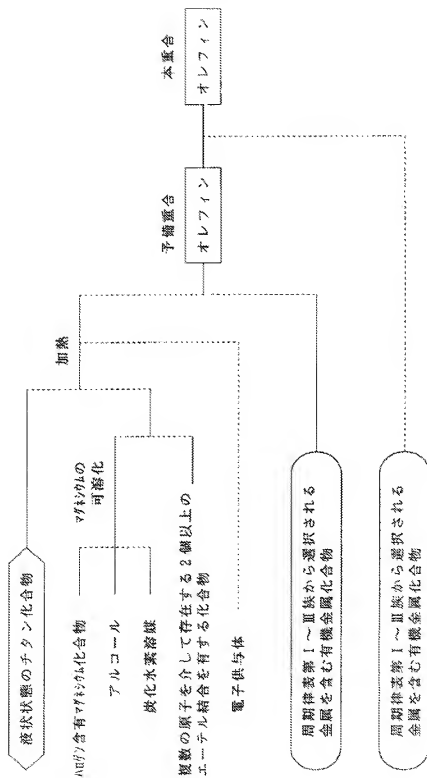 液状状態のチタン化合物
ハロゲン含有マグネシウム化合物
アルコール
炭化水素溶媒
マグネシウムの
可溶化
複数の原子を介して存在する2個以上の
エーテル結合を有する化合物
加熱
電子供与体
周期律表第I～III族から選択される
金属を含む有機金属化合物
周期律表第I～III族から選択される
金属を含む有機金属化合物
予備重合
オレフィン
本重合
オレフィン